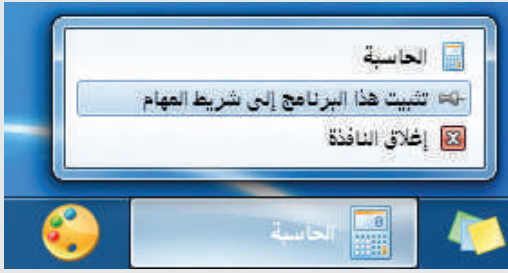 الحاسبة
تثبيت هذا البرنامج إلى شريط المهام
إغلاق النافذة
الحاسبة